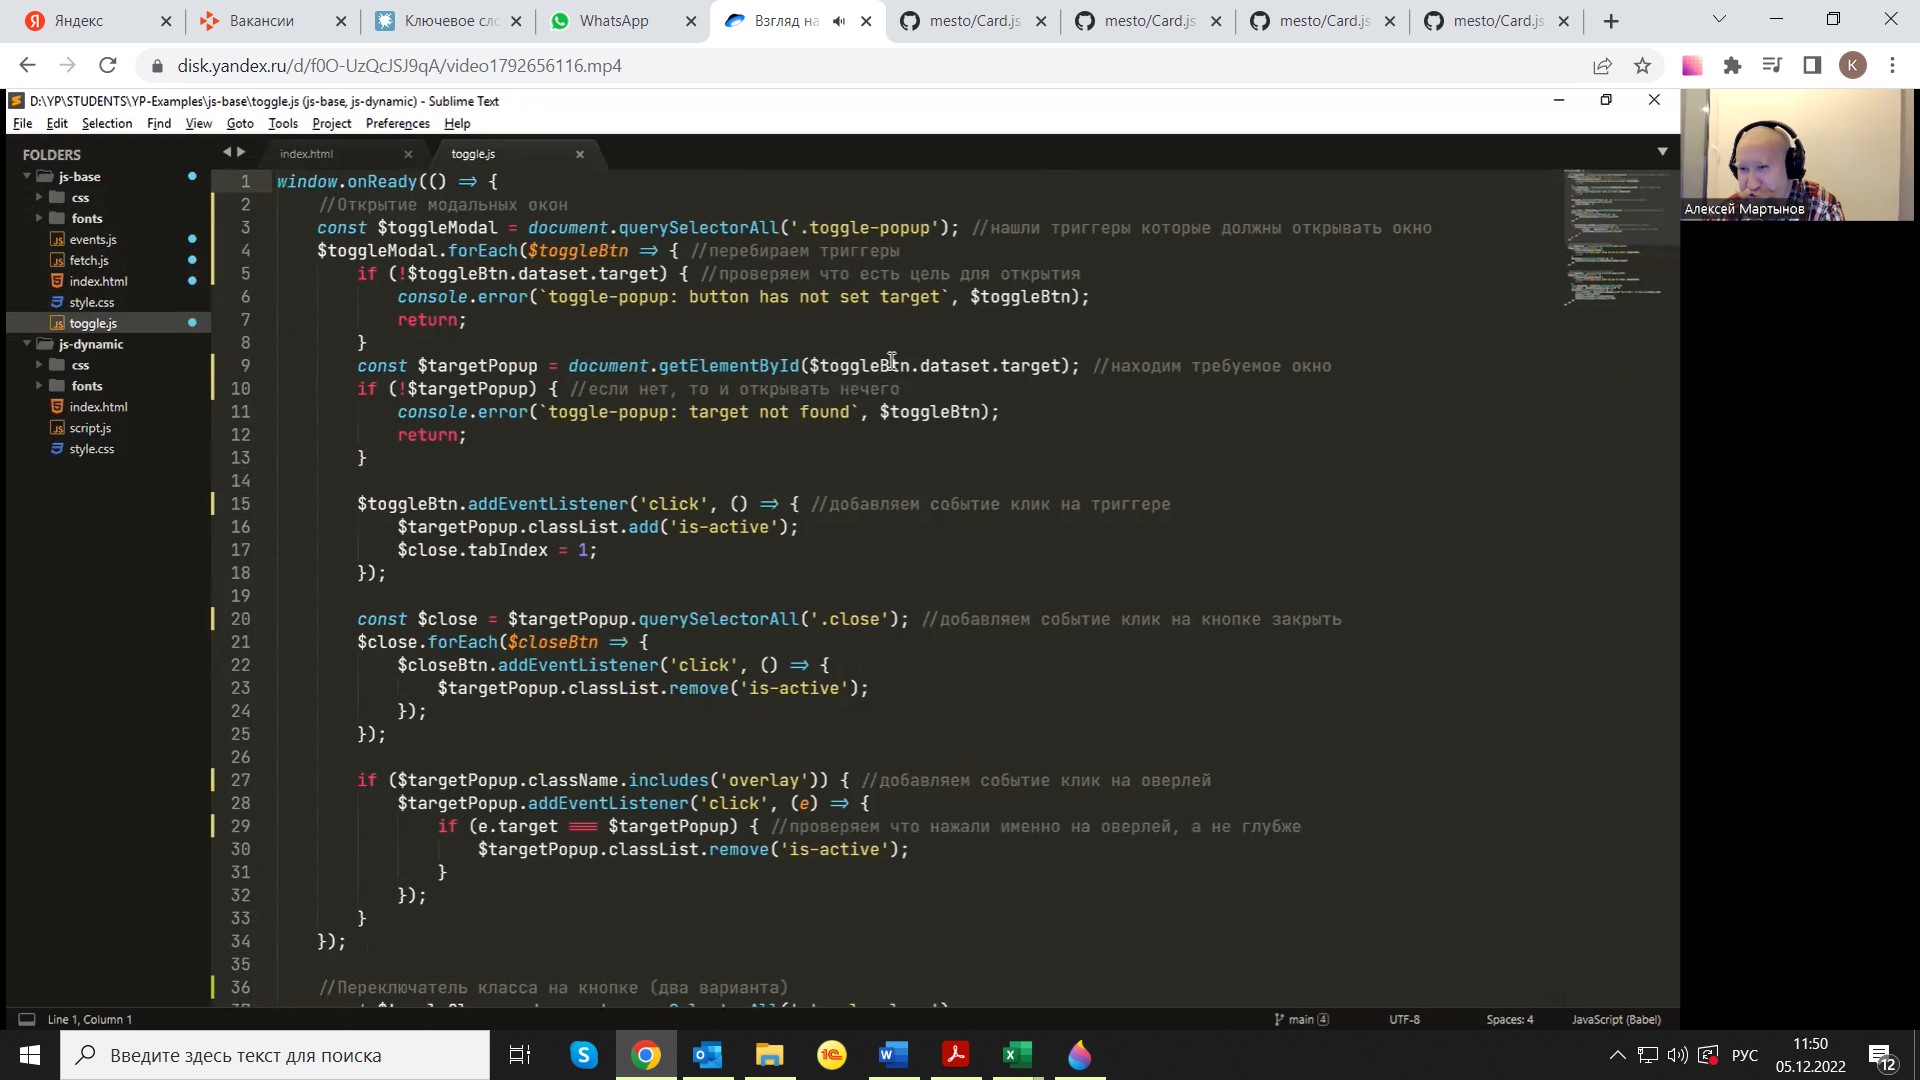 Яндекс
Вакансии
Ключевое сл
WhatsApp
Взгляд на
mesto/Card.js
mesto/Card.js
mesto/Card.js
mesto/Card.js
disk.yandex.ru/d/f0O-UzQcJSJ9qA/video1792656116.mp4
K
D:\YP\STUDENTS\YP-Examples\js-base\toggle.js (js-base, js-dynamic) - Sublime Text
File Edit Selection Find View Goto Tools Project Preferences Help
FOLDERS
js-base
css
fonts
events.js
fetch.js
index.html
style.css
toggle.js
js-dynamic
css
fonts
index.html
script.js
style.css
index.html
toggle.js
1 window.onReady(() => {
2 //Открытие модальных окон
3 const $toggleModal = document.querySelectorAll('.toggle-popup'); //нашли триггеры которые должны открывать окно
4 $toggleModal.forEach($toggleBtn => { //перебираем триггеры
5 if (!$toggleBtn.dataset.target) { //проверяем что есть цель для открытия
6 console.error(`toggle-popup: button has not set target`, $toggleBtn);
7 return;
8 }
9 const $targetPopup = document.getElementById($toggleBtn.dataset.target); //находим требуемое окно
10 if (!$targetPopup) { //если нет, то и открывать нечего
11 console.error(`toggle-popup: target not found`, $toggleBtn);
12 return;
13 }
14
15 $toggleBtn.addEventListener('click', () => { //добавляем событие клик на триггере
16 $targetPopup.classList.add('is-active');
17 $close.tabIndex = 1;
18 });
19
20 const $close = $targetPopup.querySelectorAll('.close'); //добавляем событие клик на кнопке закрыть
21 $close.forEach($closeBtn => {
22 $closeBtn.addEventListener('click', () => {
23 $targetPopup.classList.remove('is-active');
24 });
25 });
26
27 if ($targetPopup.className.includes('overlay')) { //добавляем событие клик на оверлей
28 $targetPopup.addEventListener('click', (e) => {
29 if (e.target === $targetPopup) { //проверяем что нажали именно на оверлей, а не глубже
30 $targetPopup.classList.remove('is-active');
31 }
32 });
33 }
34 });
35
36 //Переключатель класса на кнопке (два варианта)
Алексей Мартынов
Line 1, Column 1
main 4
UTF-8
Spaces: 4
JavaScript (Babel)
Введите здесь текст для поиска
РУС
11:50
05.12.2022
12